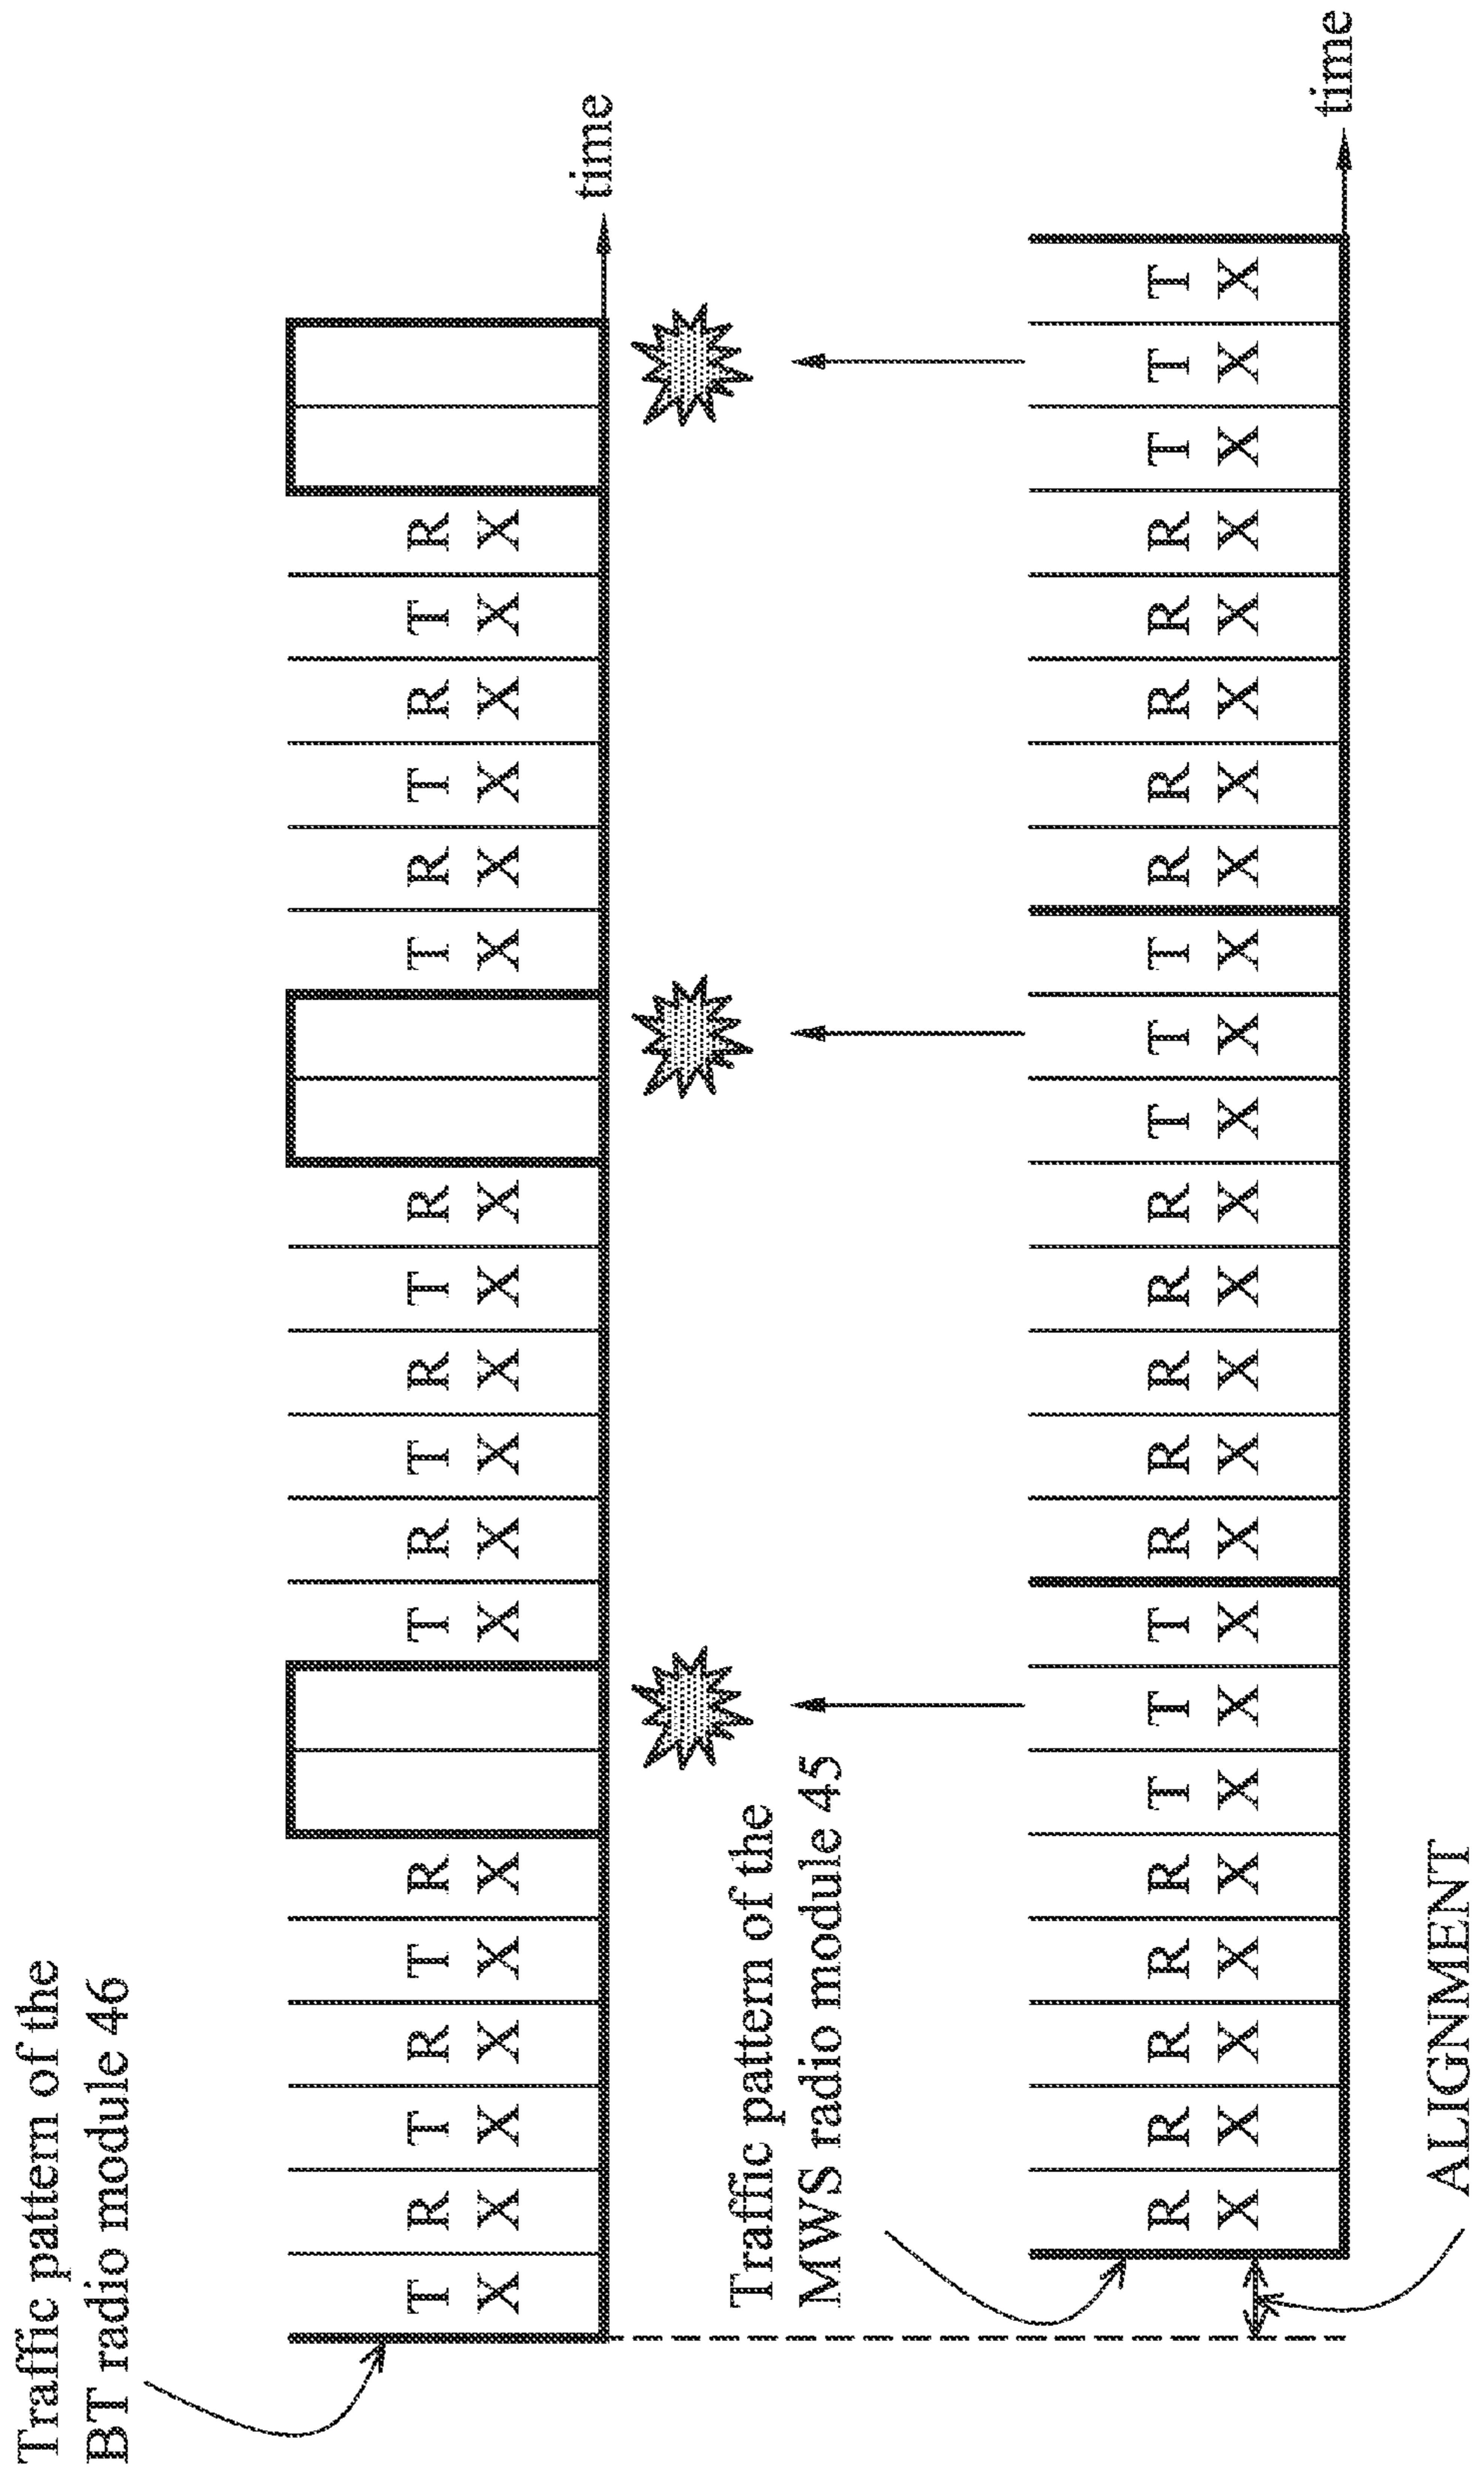 Traffic pattern of the
BT radio module 46
T R T R T R T R T R T R T R T R T R
X X X X X X X X X X X X X X X X X X
time
Traffic pattern of the
MWS radio module 45
R R R R R T T T R R R R R T T T R R R R R T T T
X X X X X X X X X X X X X X X X X X X X X X X X
time
ALIGNMENT